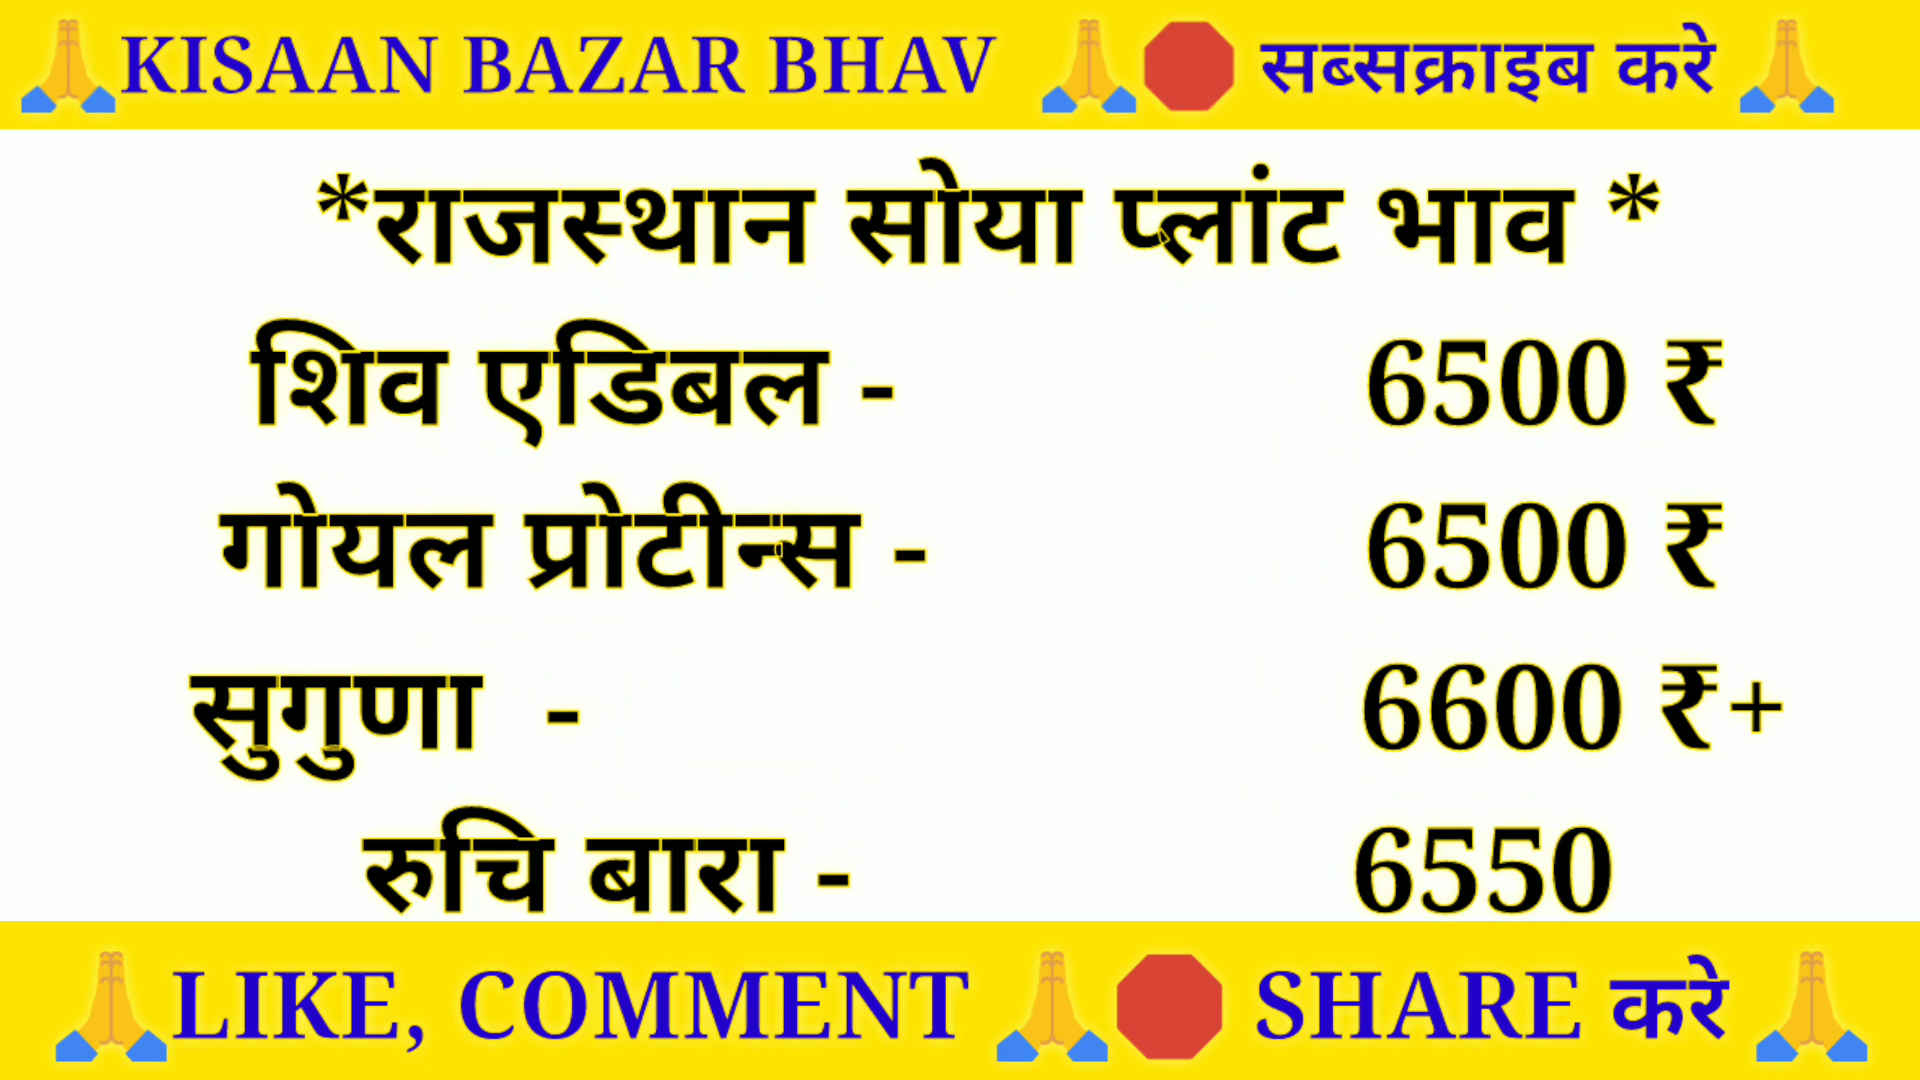 🙏KISAAN BAZAR BHAV 🙏🛑 सब्सक्राइब करे 🙏
*राजस्थान सोया प्लांट भाव *
शिव एडिबल - 6500 ₹
गोयल प्रोटीन्स - 6500 ₹
सुगुणा - 6600 ₹+
रुचि बारा - 6550
🙏LIKE, COMMENT 🙏🛑 SHARE करे 🙏